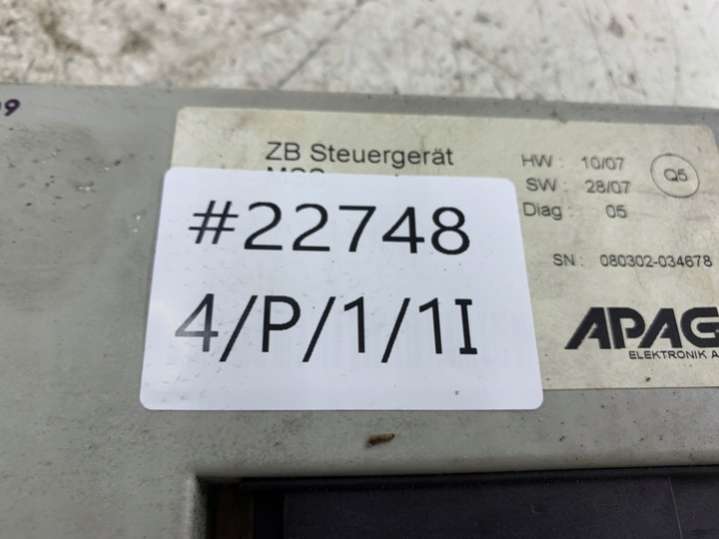 09
ZB Steuergerät
HW : 10/07
SW : 28/07
Diag : 05
Q5
SN : 080302-034678
APAG
ELEKTRONIK A
#22748
4/P/1/1I